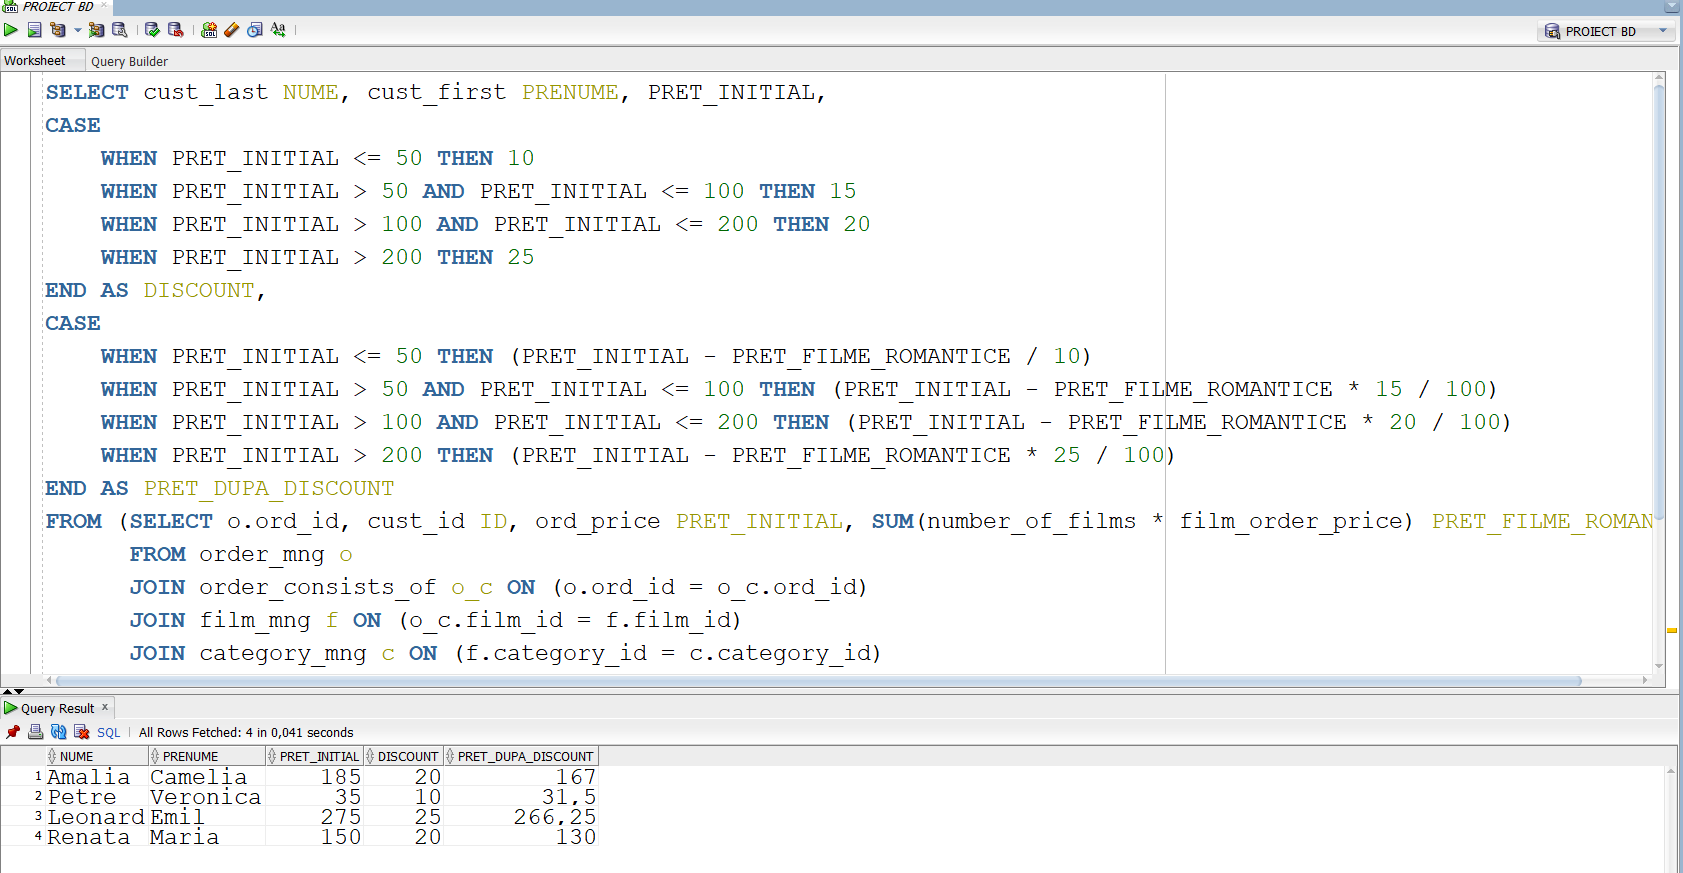 PROIECT BD
PROIECT BD
Worksheet Query Builder
SELECT cust_last NUME, cust_first PRENUME, PRET_INITIAL,
CASE
WHEN PRET_INITIAL <= 50 THEN 10
WHEN PRET_INITIAL > 50 AND PRET_INITIAL <= 100 THEN 15
WHEN PRET_INITIAL > 100 AND PRET_INITIAL <= 200 THEN 20
WHEN PRET_INITIAL > 200 THEN 25
END AS DISCOUNT,
CASE
WHEN PRET_INITIAL <= 50 THEN (PRET_INITIAL - PRET_FILME_ROMANTICE / 10)
WHEN PRET_INITIAL > 50 AND PRET_INITIAL <= 100 THEN (PRET_INITIAL - PRET_FILME_ROMANTICE * 15 / 100)
WHEN PRET_INITIAL > 100 AND PRET_INITIAL <= 200 THEN (PRET_INITIAL - PRET_FILME_ROMANTICE * 20 / 100)
WHEN PRET_INITIAL > 200 THEN (PRET_INITIAL - PRET_FILME_ROMANTICE * 25 / 100)
END AS PRET_DUPA_DISCOUNT
FROM (SELECT o.ord_id, cust_id ID, ord_price PRET_INITIAL, SUM(number_of_films * film_order_price) PRET_FILME_ROMAN
FROM order_mng o
JOIN order_consists_of o_c ON (o.ord_id = o_c.ord_id)
JOIN film_mng f ON (o_c.film_id = f.film_id)
JOIN category_mng c ON (f.category_id = c.category_id)
Query Result x
SQL | All Rows Fetched: 4 in 0,041 seconds
NUME PRENUME PRET_INITIAL DISCOUNT PRET_DUPA_DISCOUNT
1 Amalia Camelia 185 20 167
2 Petre Veronica 35 10 31,5
3 Leonard Emil 275 25 266,25
4 Renata Maria 150 20 130